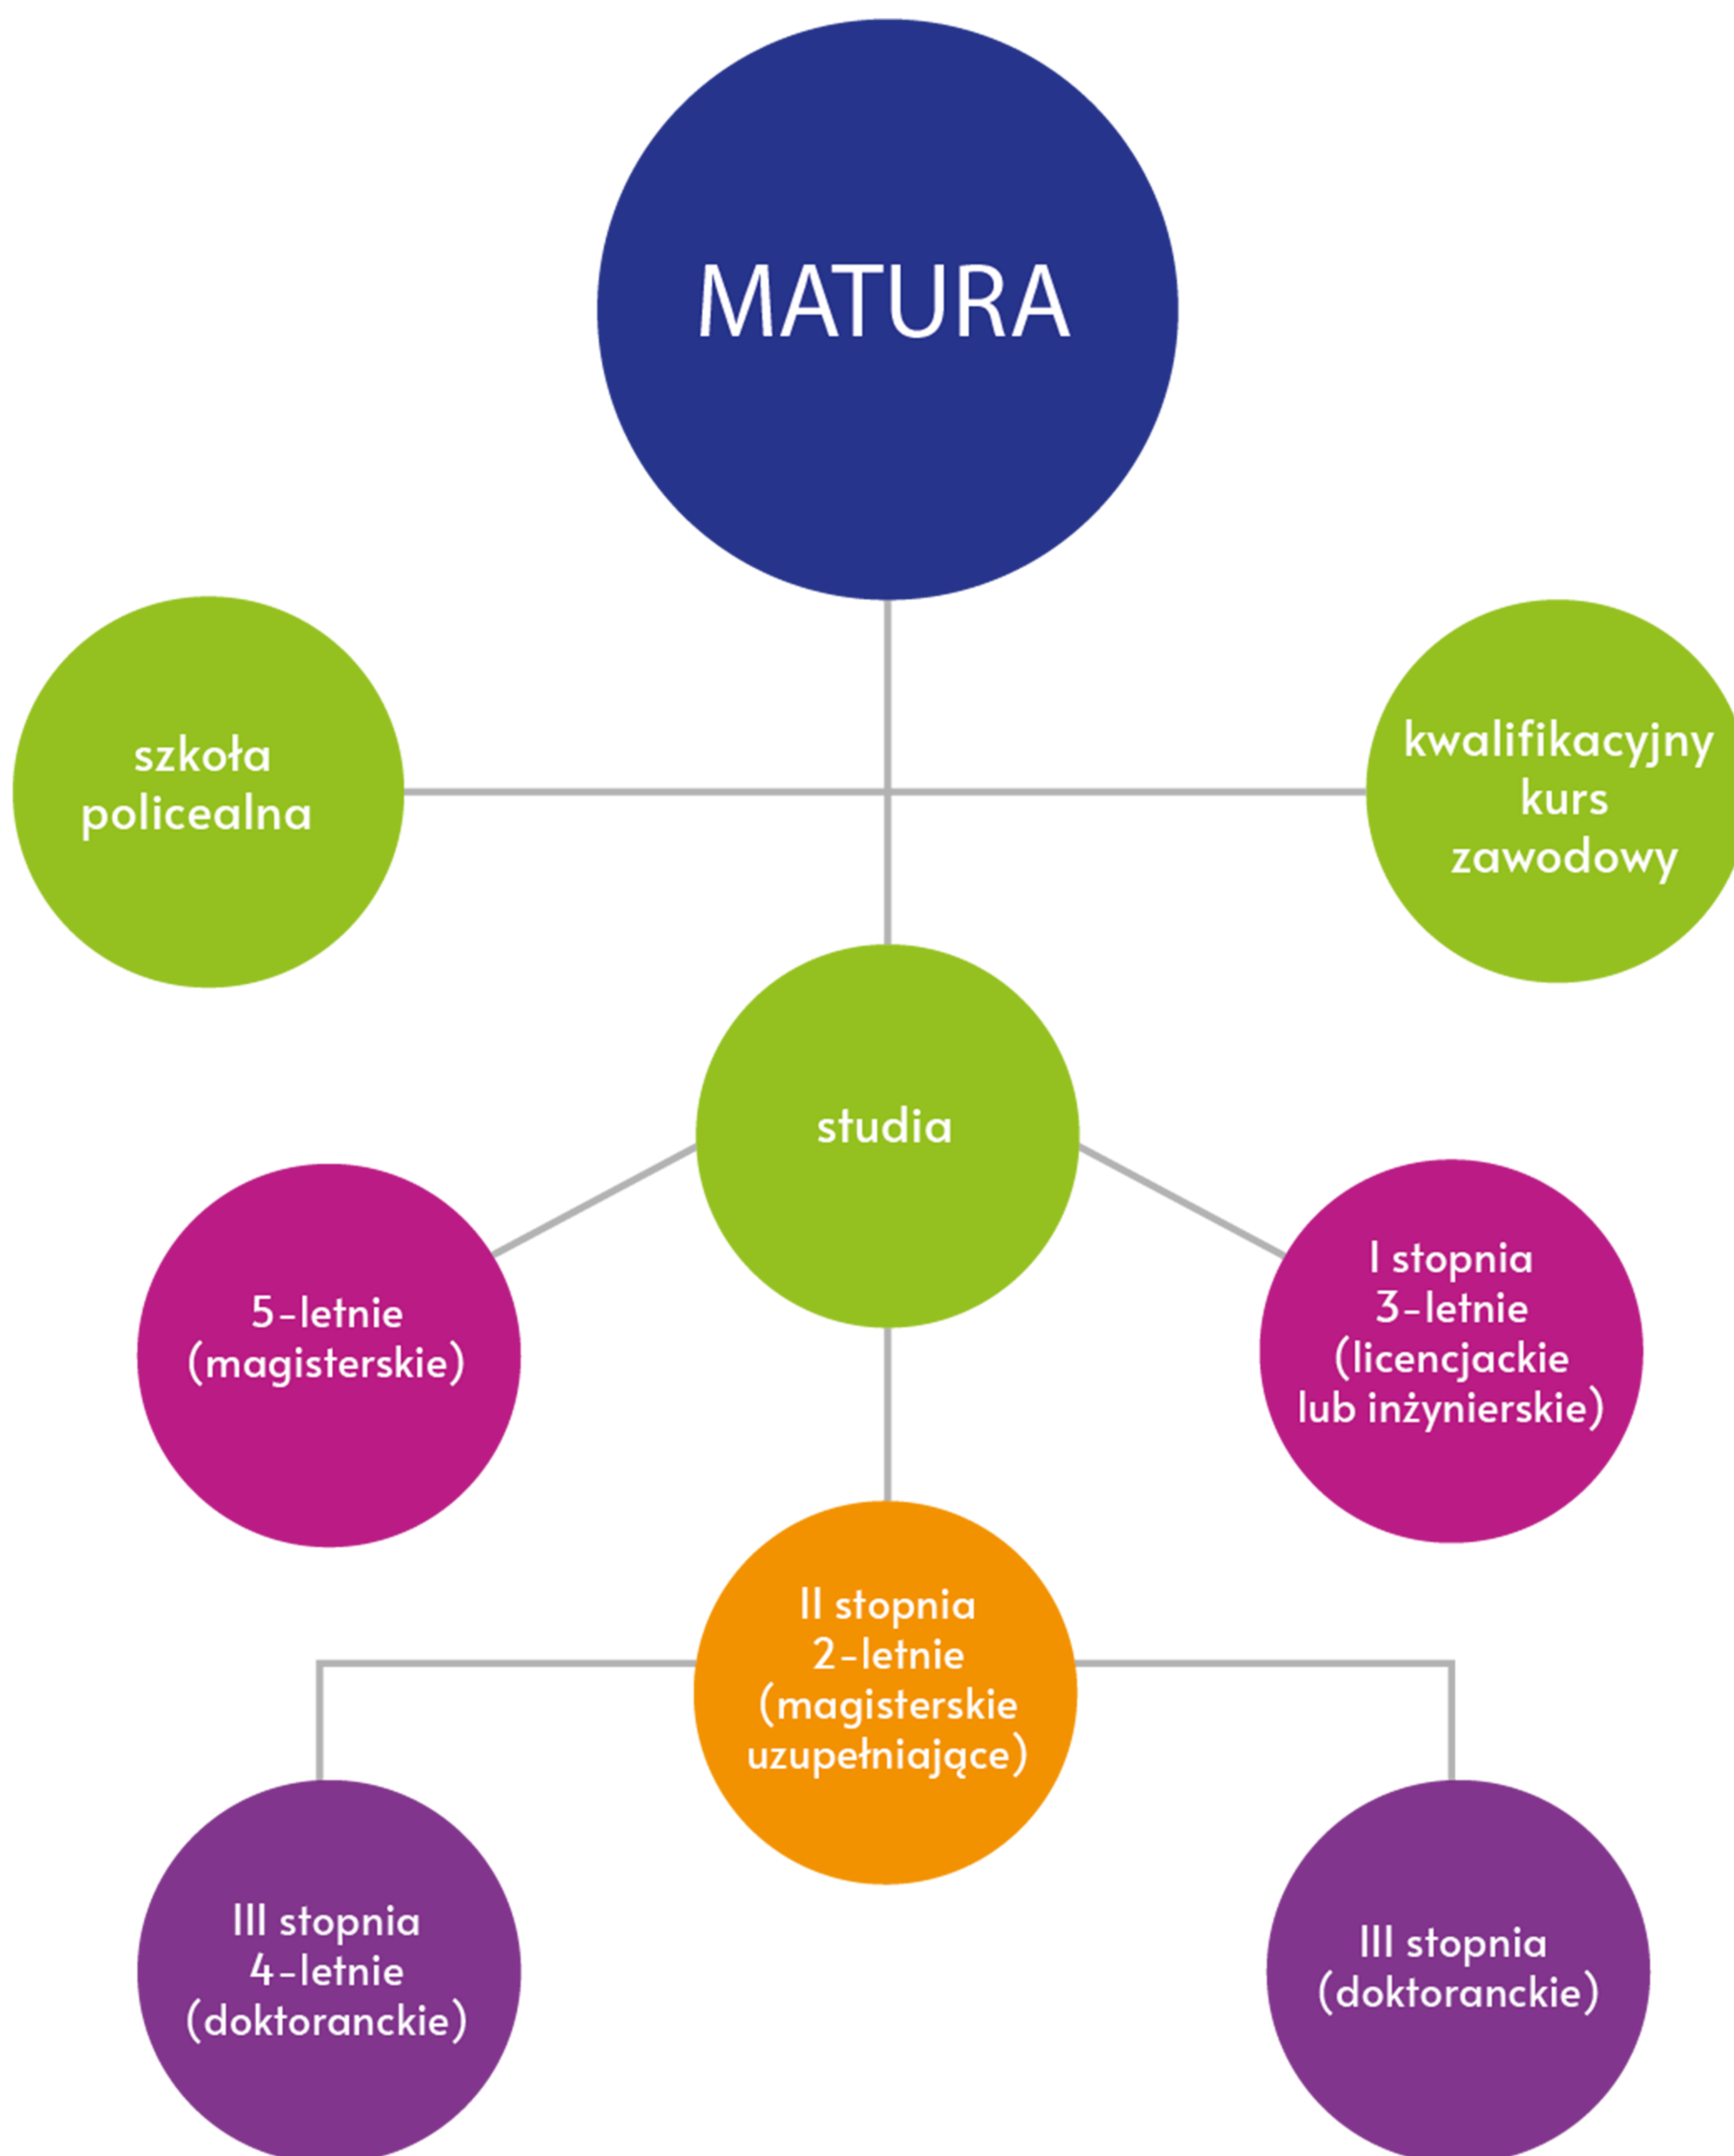 MATURA
szkoła
policealna
kwalifikacyjny
kurs
zawodowy
studia
5-letnie
(magisterskie)
I stopnia
3-letnie
(licencjackie
lub inżynierskie)
II stopnia
2-letnie
(magisterskie
uzupełniające)
III stopnia
4-letnie
(doktoranckie)
III stopnia
(doktoranckie)